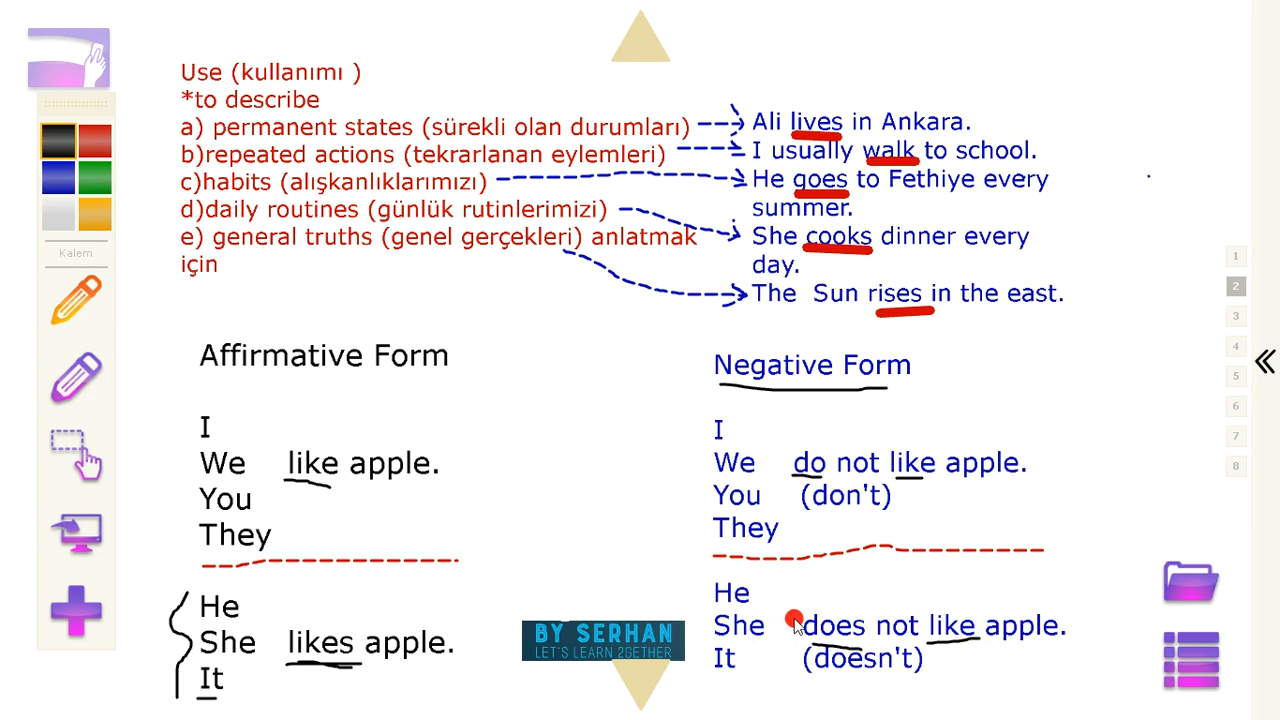 Use (kullanımı )
*to describe
a) permanent states (sürekli olan durumları)
b)repeated actions (tekrarlanan eylemleri)
c)habits (alışkanlıklarımızı)
d)daily routines (günlük rutinlerimizi)
e) general truths (genel gerçekleri) anlatmak
için
Ali lives in Ankara.
I usually walk to school.
He goes to Fethiye every
summer.
She cooks dinner every
day.
The  Sun rises in the east.
Affirmative Form
I
We like apple.
You
They
He
She likes apple.
It
Negative Form
I
We do not like apple.
You (don't)
They
He
She does not like apple.
It (doesn't)
BY SERHAN
LET'S LEARN 2GETHER
Kalem
1
2
3
4
5
6
7
8